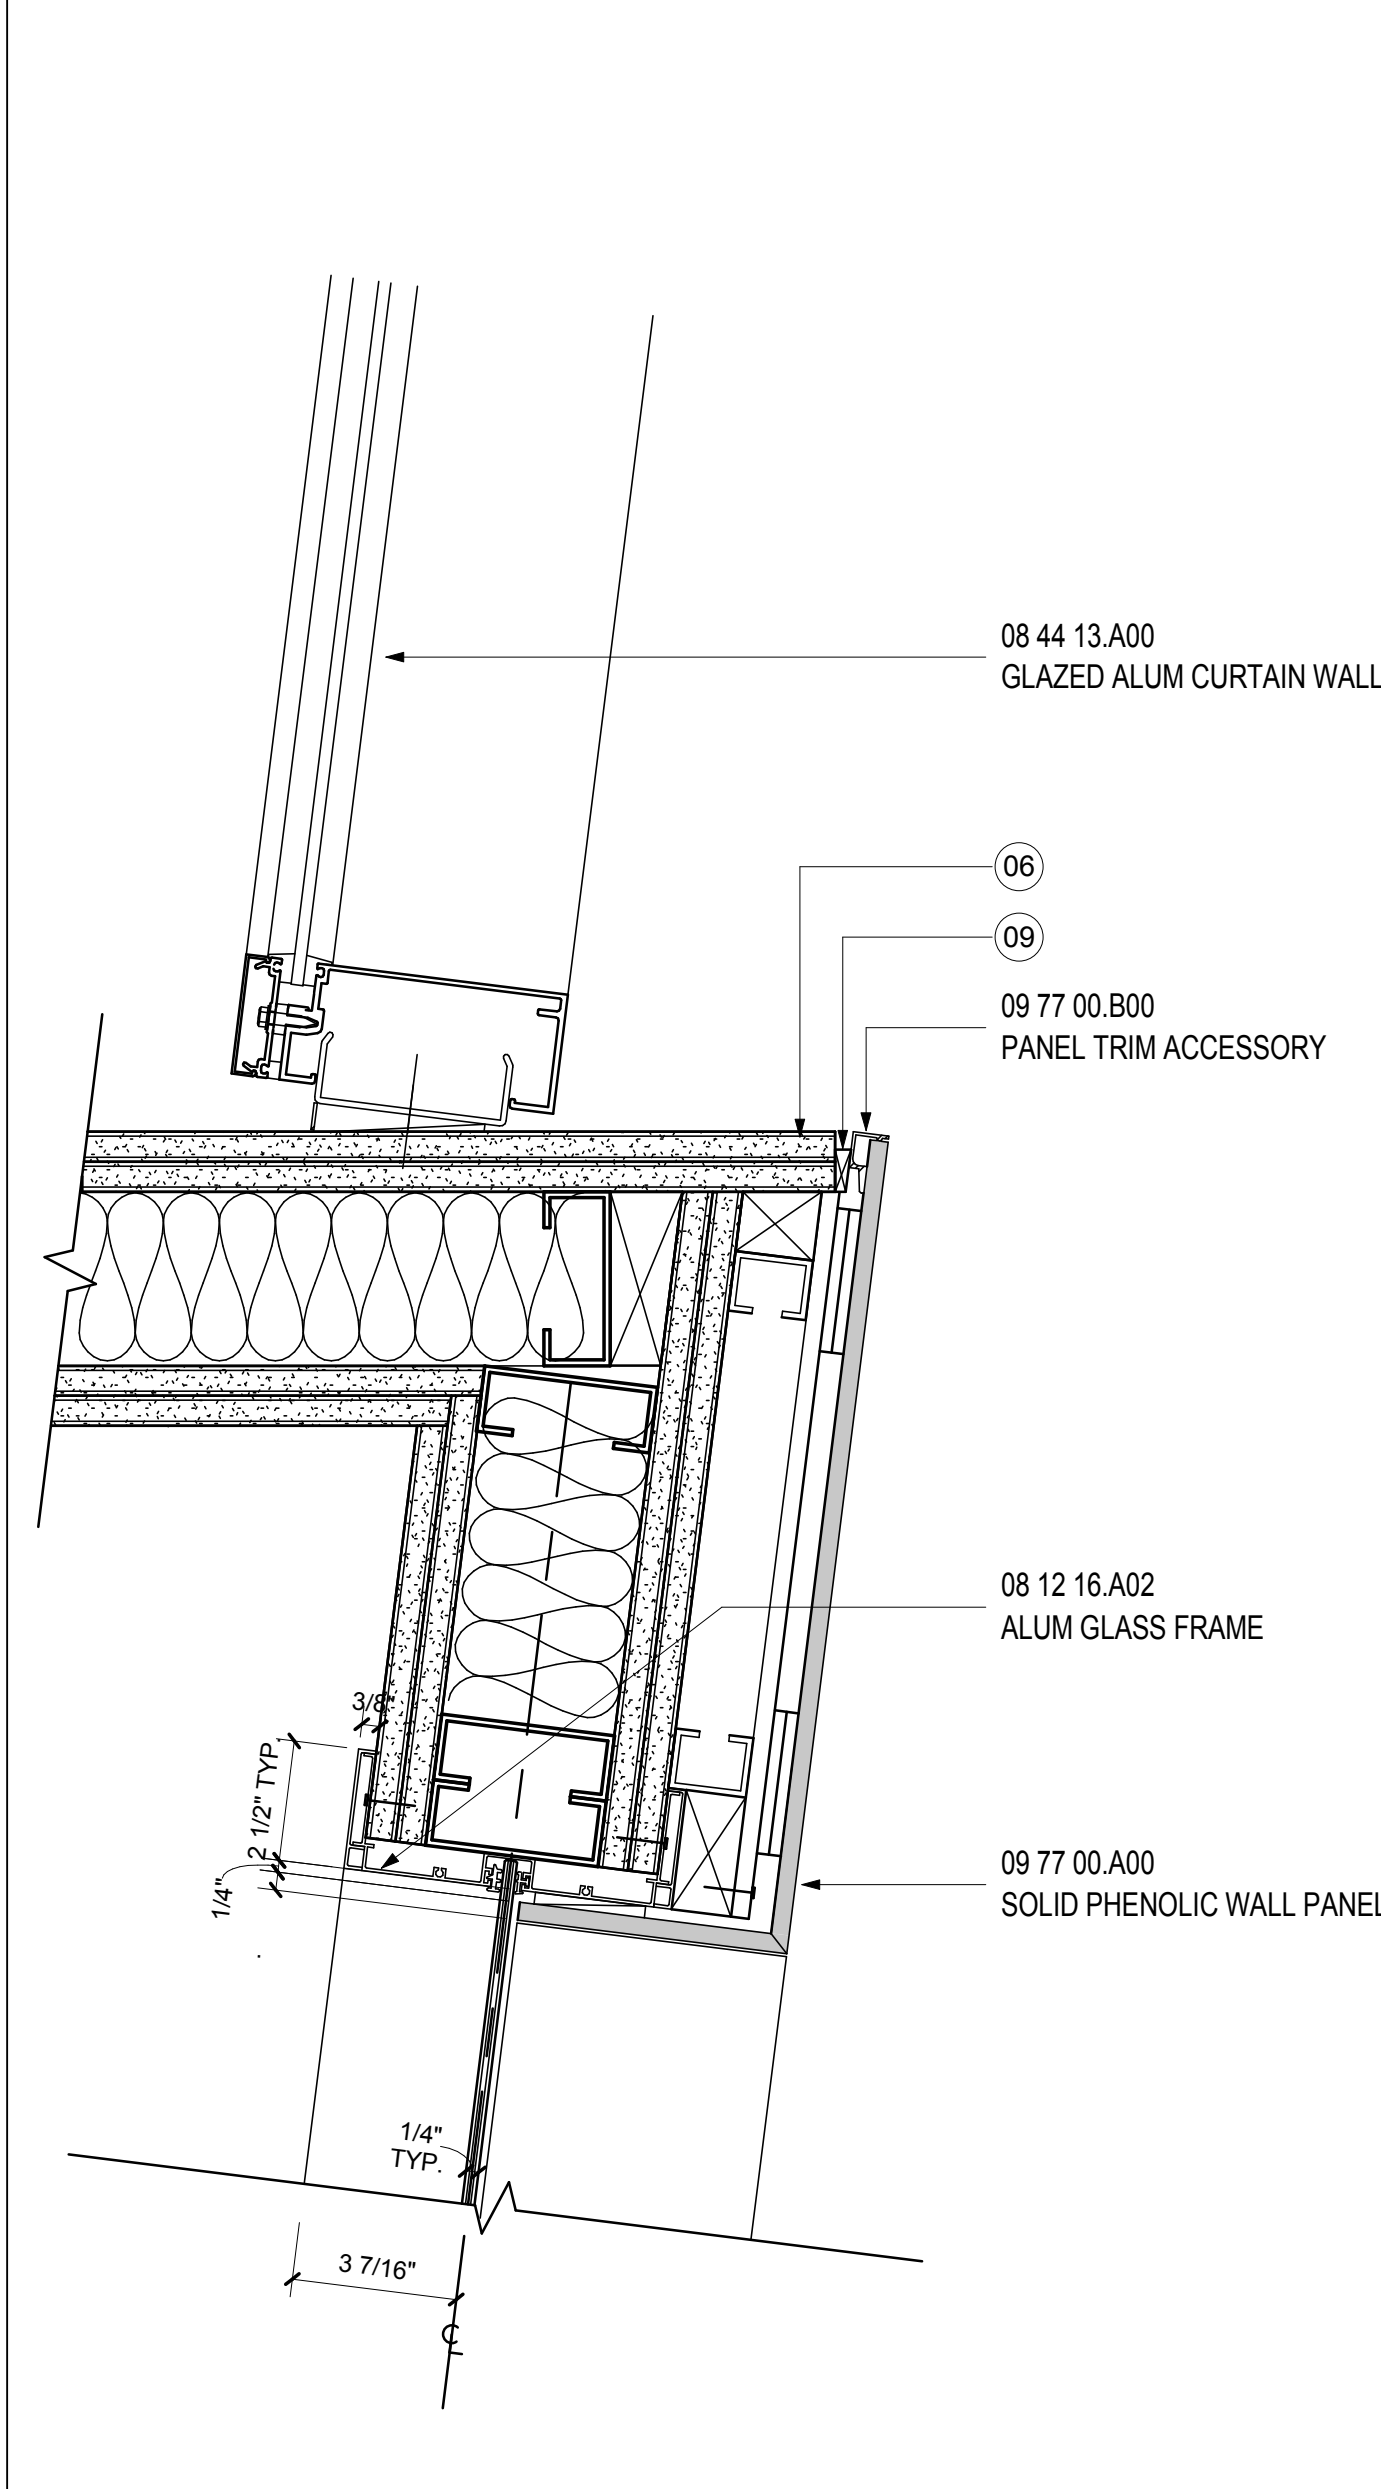 08 44 13.A00
GLAZED ALUM CURTAIN WALL
06
09
09 77 00.B00
PANEL TRIM ACCESSORY
08 12 16.A02
ALUM GLASS FRAME
3/8"
2 1/2" TYP.
1/4"
09 77 00.A00
SOLID PHENOLIC WALL PANEL
1/4"
TYP.
3 7/16"
℄